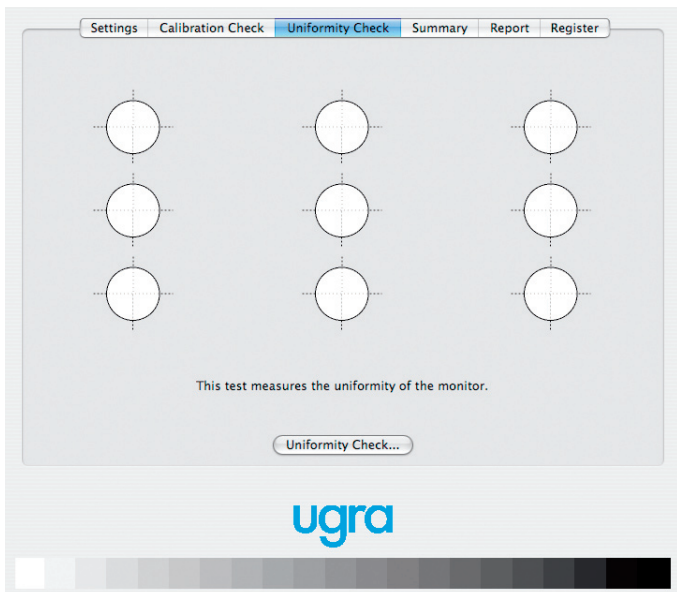 Settings Calibration Check Uniformity Check Summary Report Register
This test measures the uniformity of the monitor.
Uniformity Check...
ugra